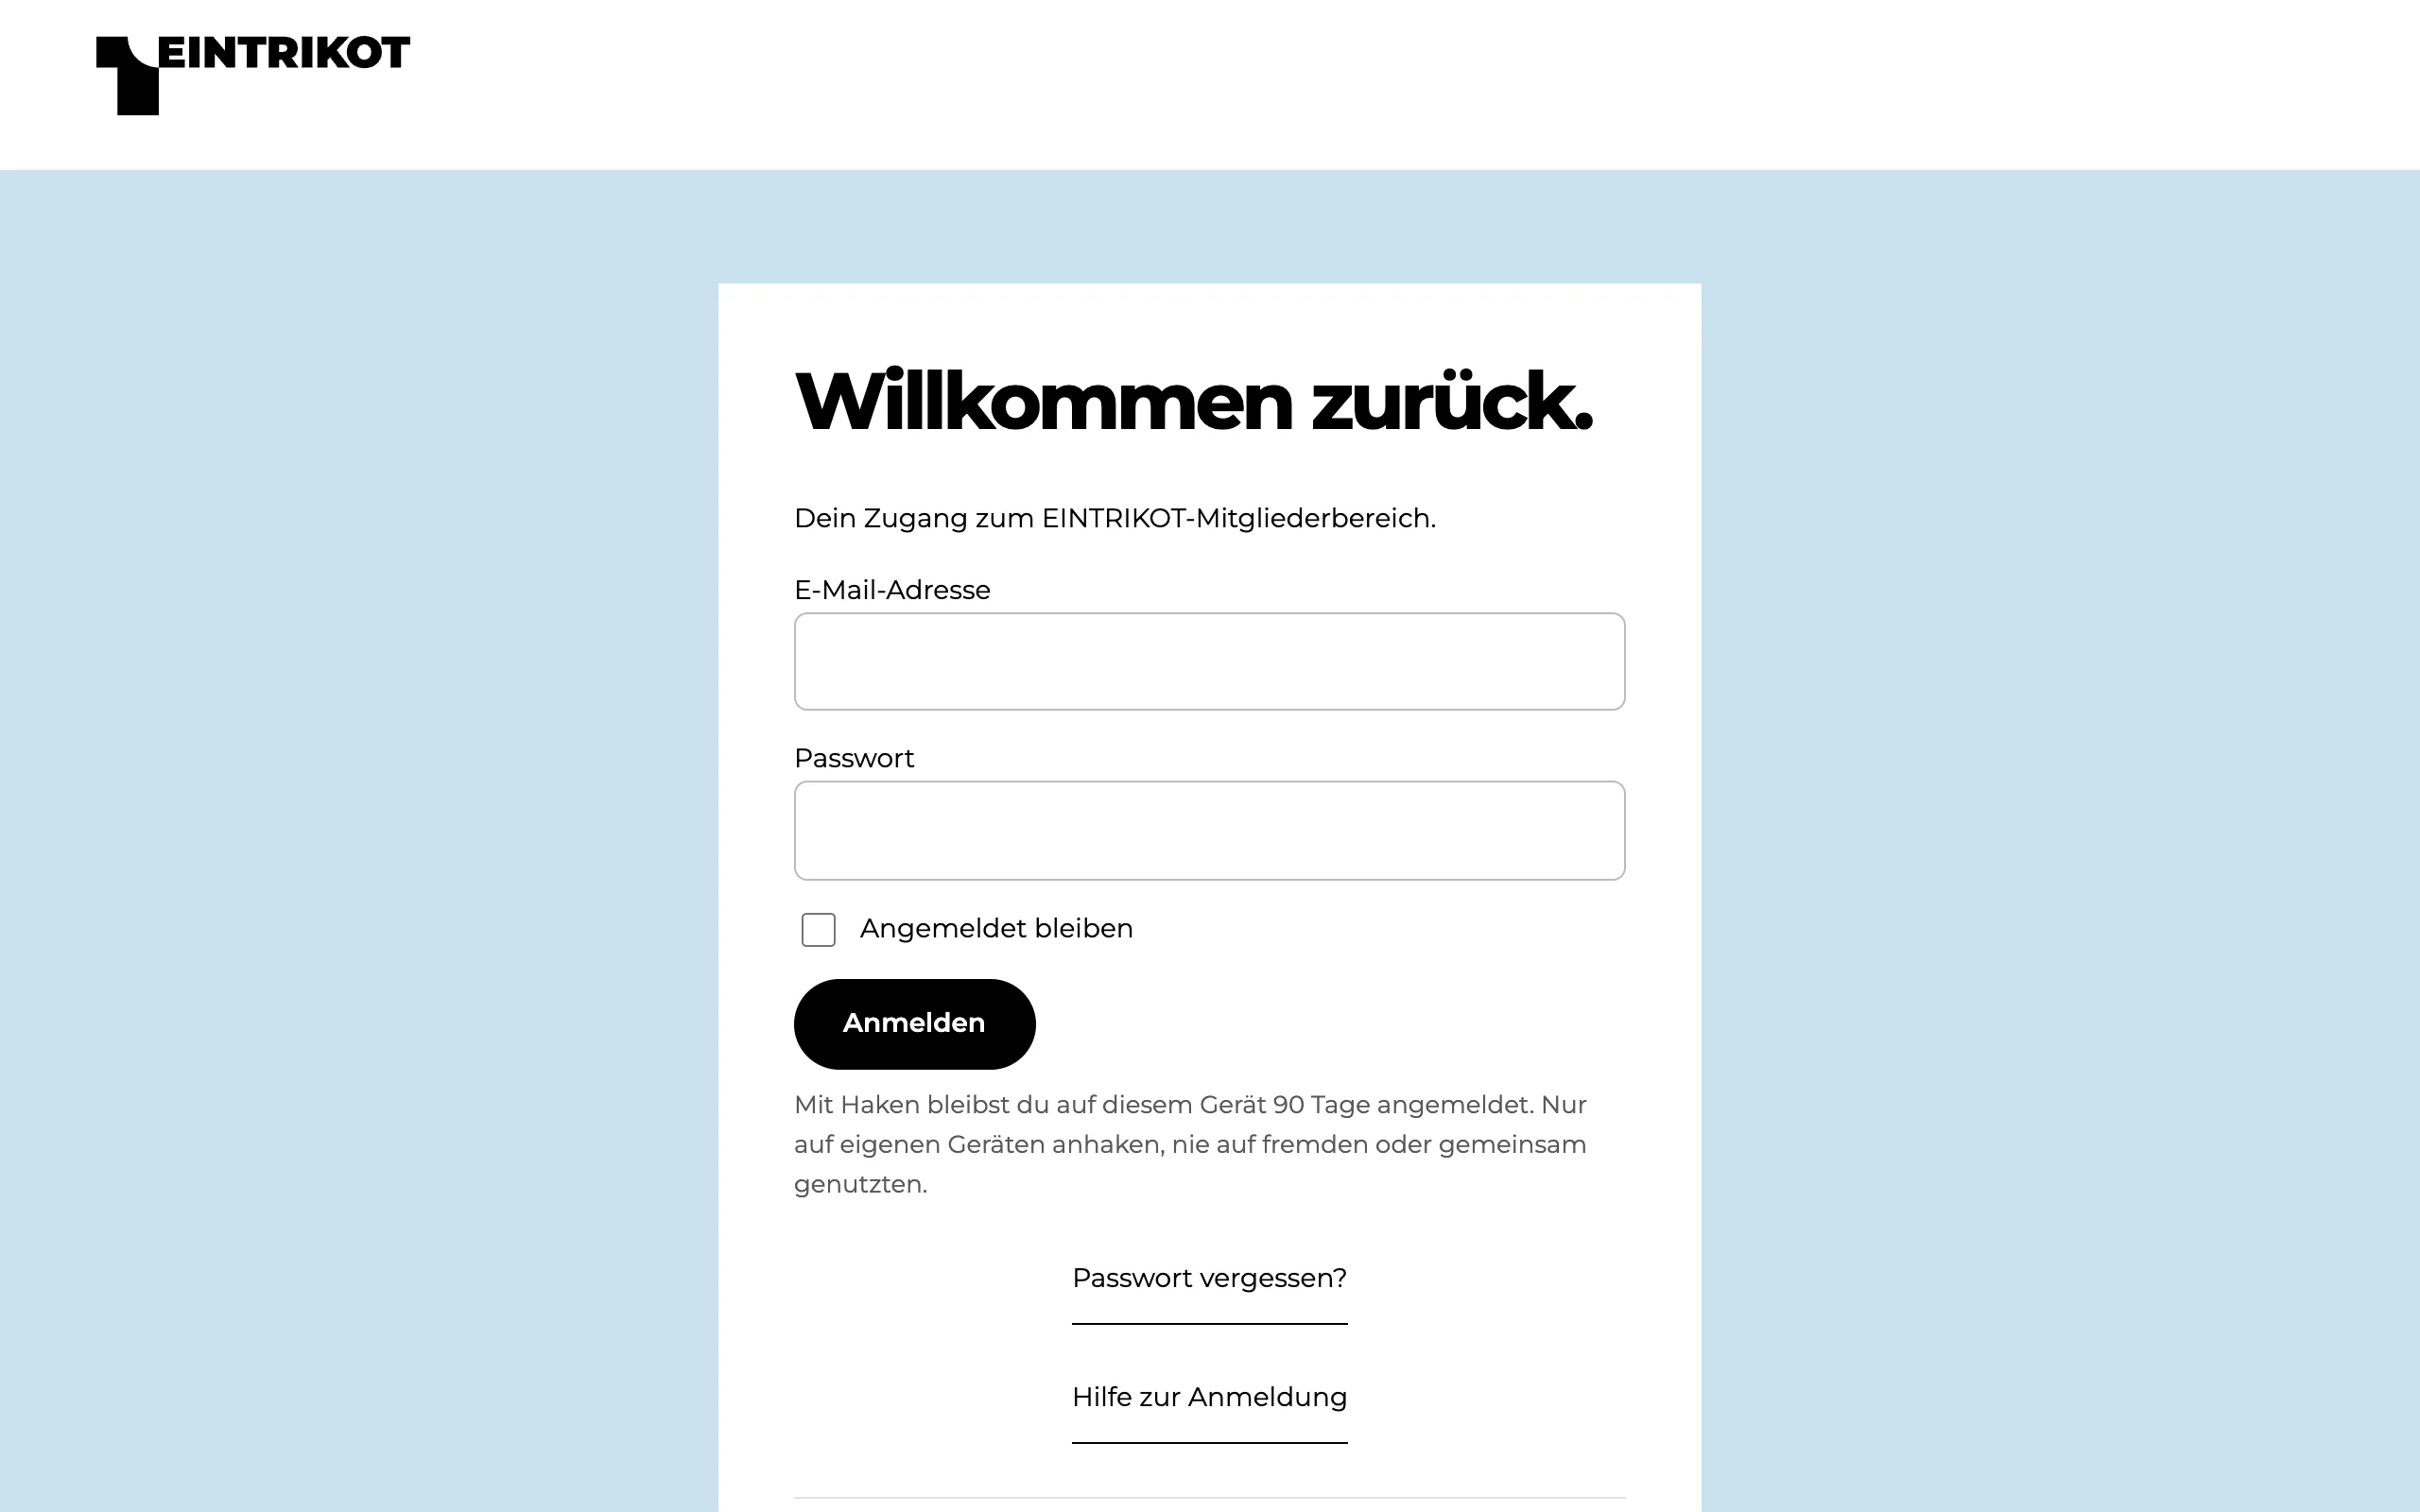 EINTRIKOT
Willkommen zurück.
Dein Zugang zum EINTRIKOT-Mitgliederbereich.
E-Mail-Adresse
Passwort
Angemeldet bleiben
Anmelden
Mit Haken bleibst du auf diesem Gerät 90 Tage angemeldet. Nur
auf eigenen Geräten anhaken, nie auf fremden oder gemeinsam
genutzten.
Passwort vergessen?
Hilfe zur Anmeldung